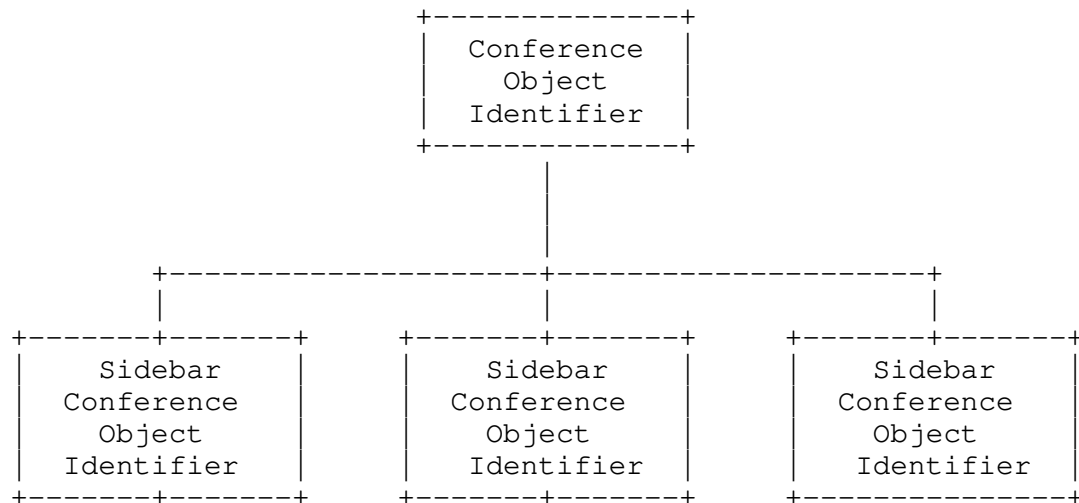 Conference
Object
Identifier
Sidebar Sidebar Sidebar
Conference Conference Conference
Object Object Object
Identifier Identifier Identifier